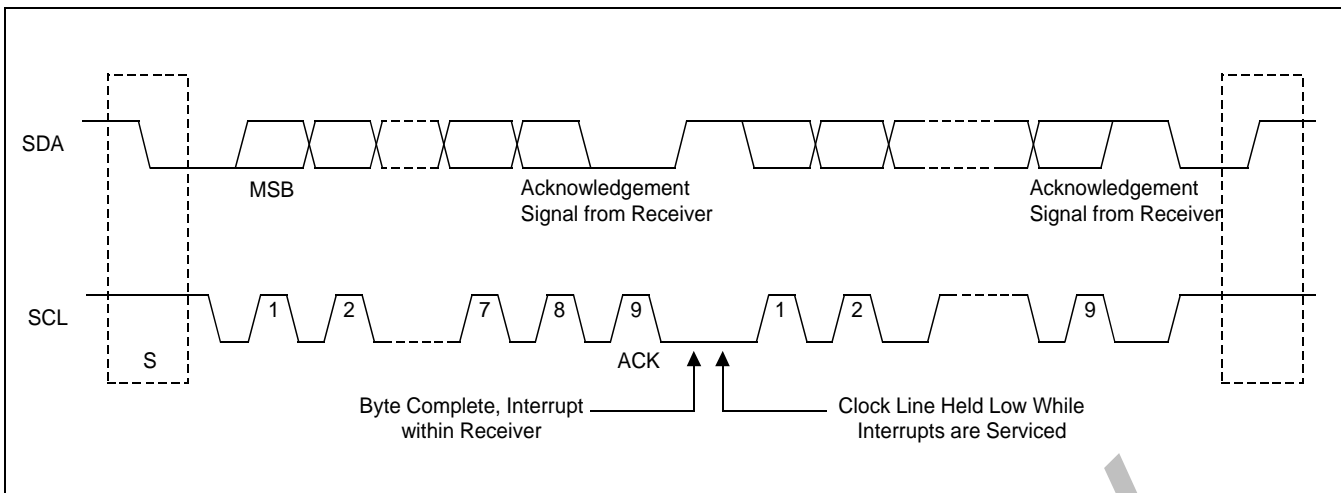 SDA
MSB
Acknowledgement
Signal from Receiver
Acknowledgement
Signal from Receiver
SCL
1
2
7
8
9
1
2
9
S
ACK
Byte Complete, Interrupt
within Receiver
Clock Line Held Low While
Interrupts are Serviced